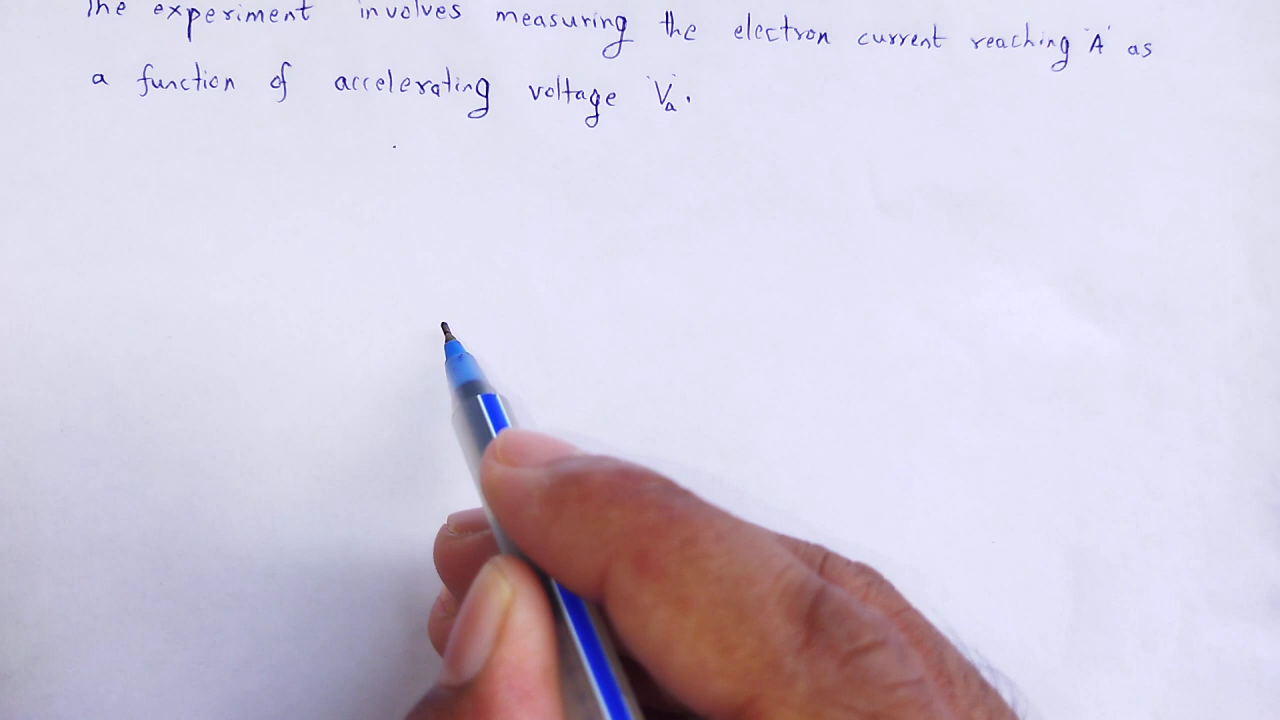 The experiment involves measuring the electron current reaching 'A' as
a function of accelerating voltage 'Va'.